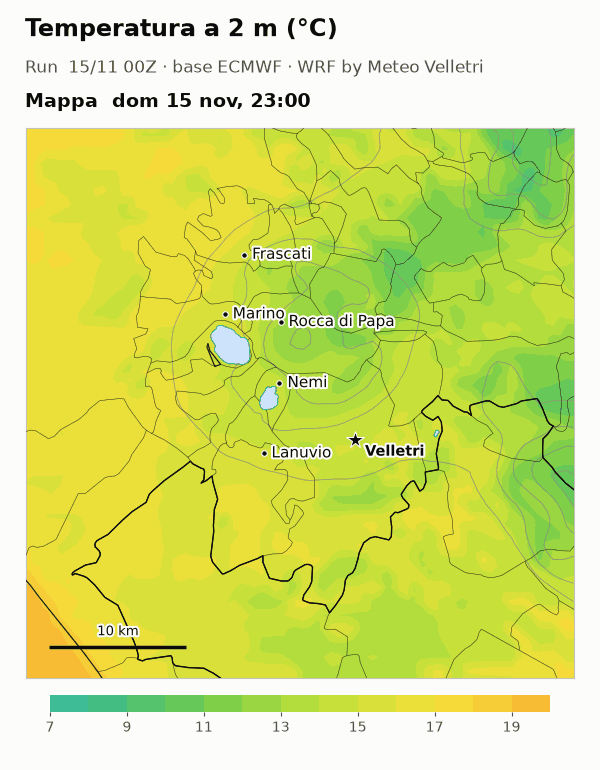 Temperatura a 2 m (°C)
Run  15/11 00Z · base ECMWF · WRF by Meteo Velletri
Mappa  dom 15 nov, 23:00
Frascati
Marino
Rocca di Papa
Nemi
Velletri
Lanuvio
10 km
7 9 11 13 15 17 19